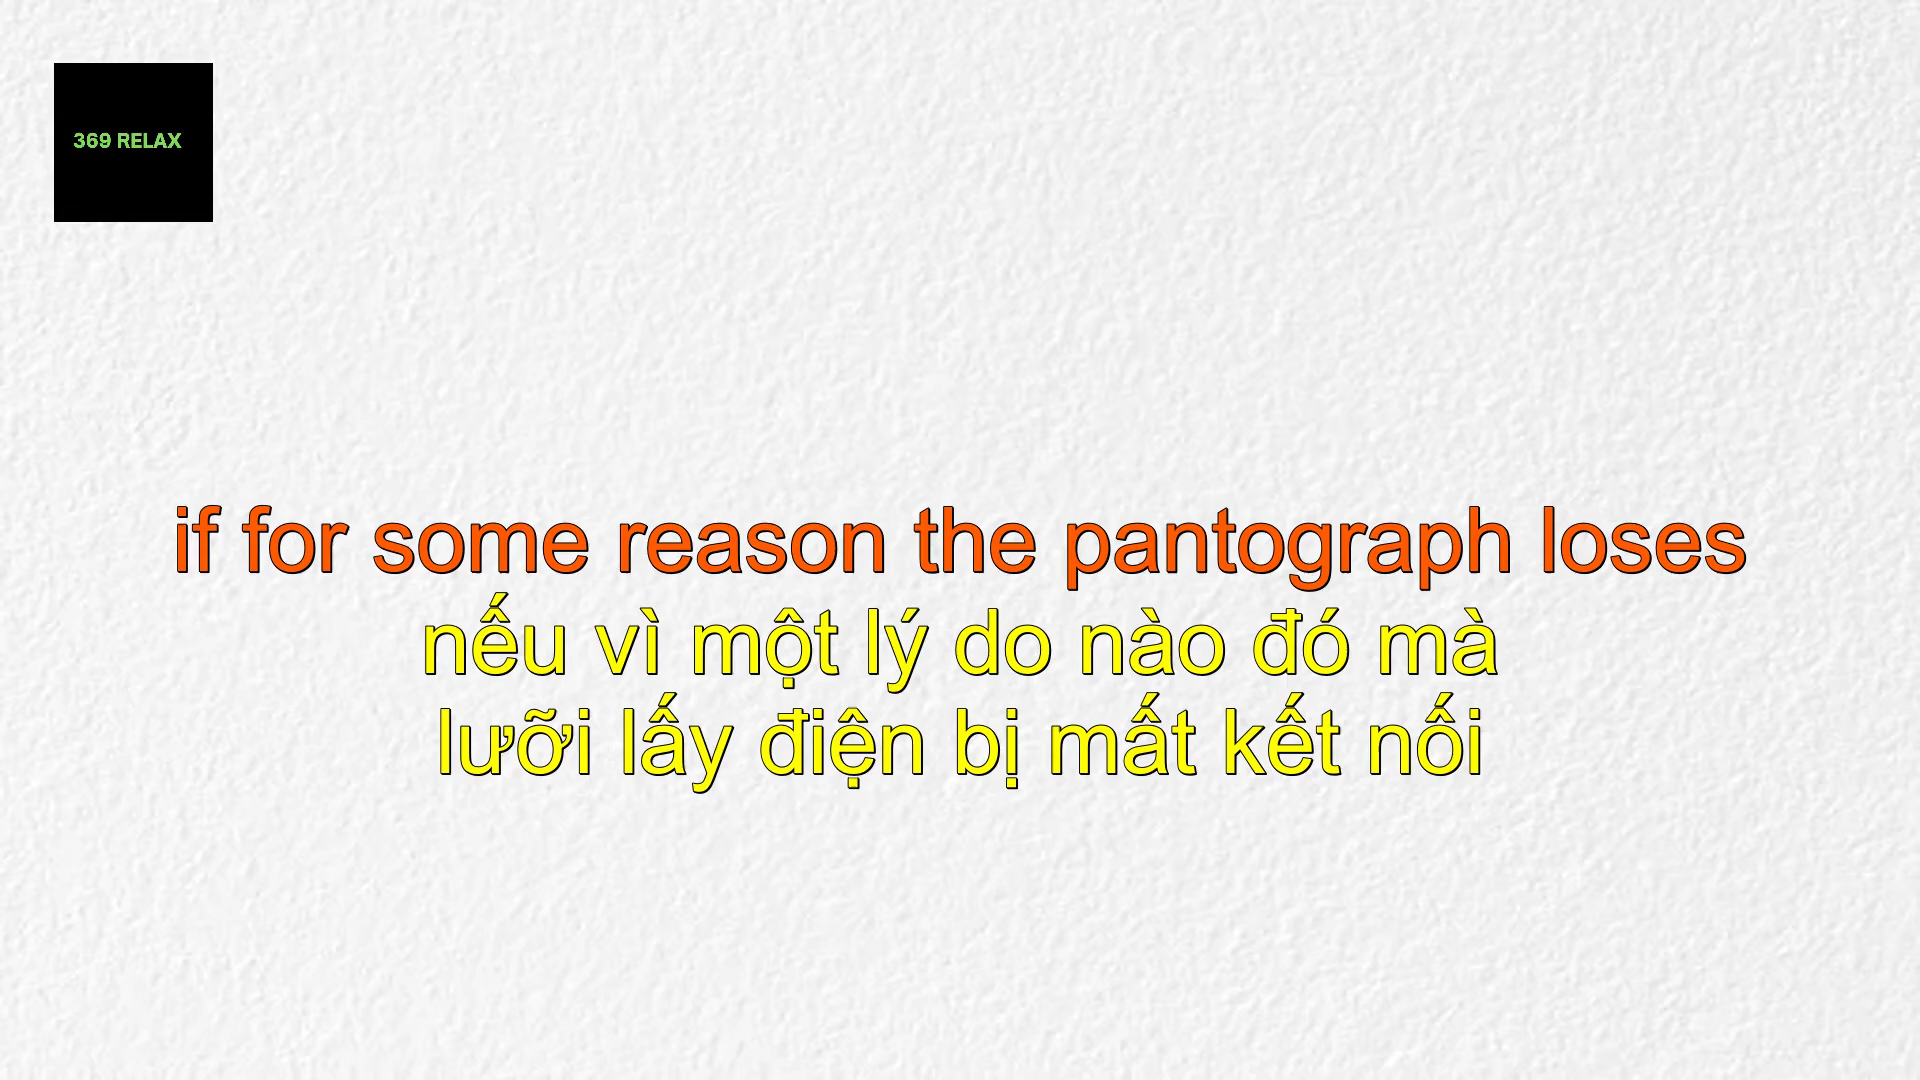 369 RELAX
if for some reason the pantograph loses
nếu vì một lý do nào đó mà
lưỡi lấy điện bị mất kết nối